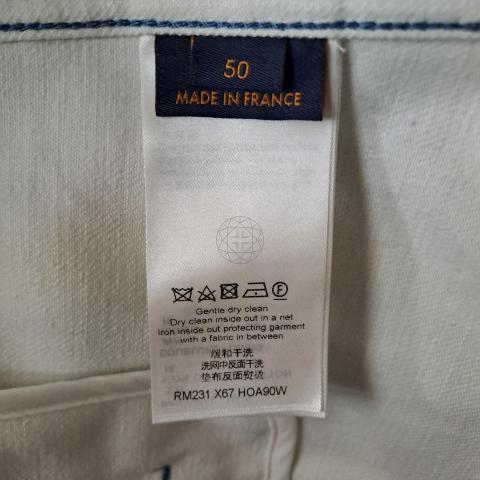 50
MADE IN FRANCE
F
Gentle dry clean
Dry clean inside out in a net
Iron inside out protecting garment
with a fabric in between
缓和干洗
洗网中反面干洗
垫布反面熨烫
RM231 X67 HOA90W